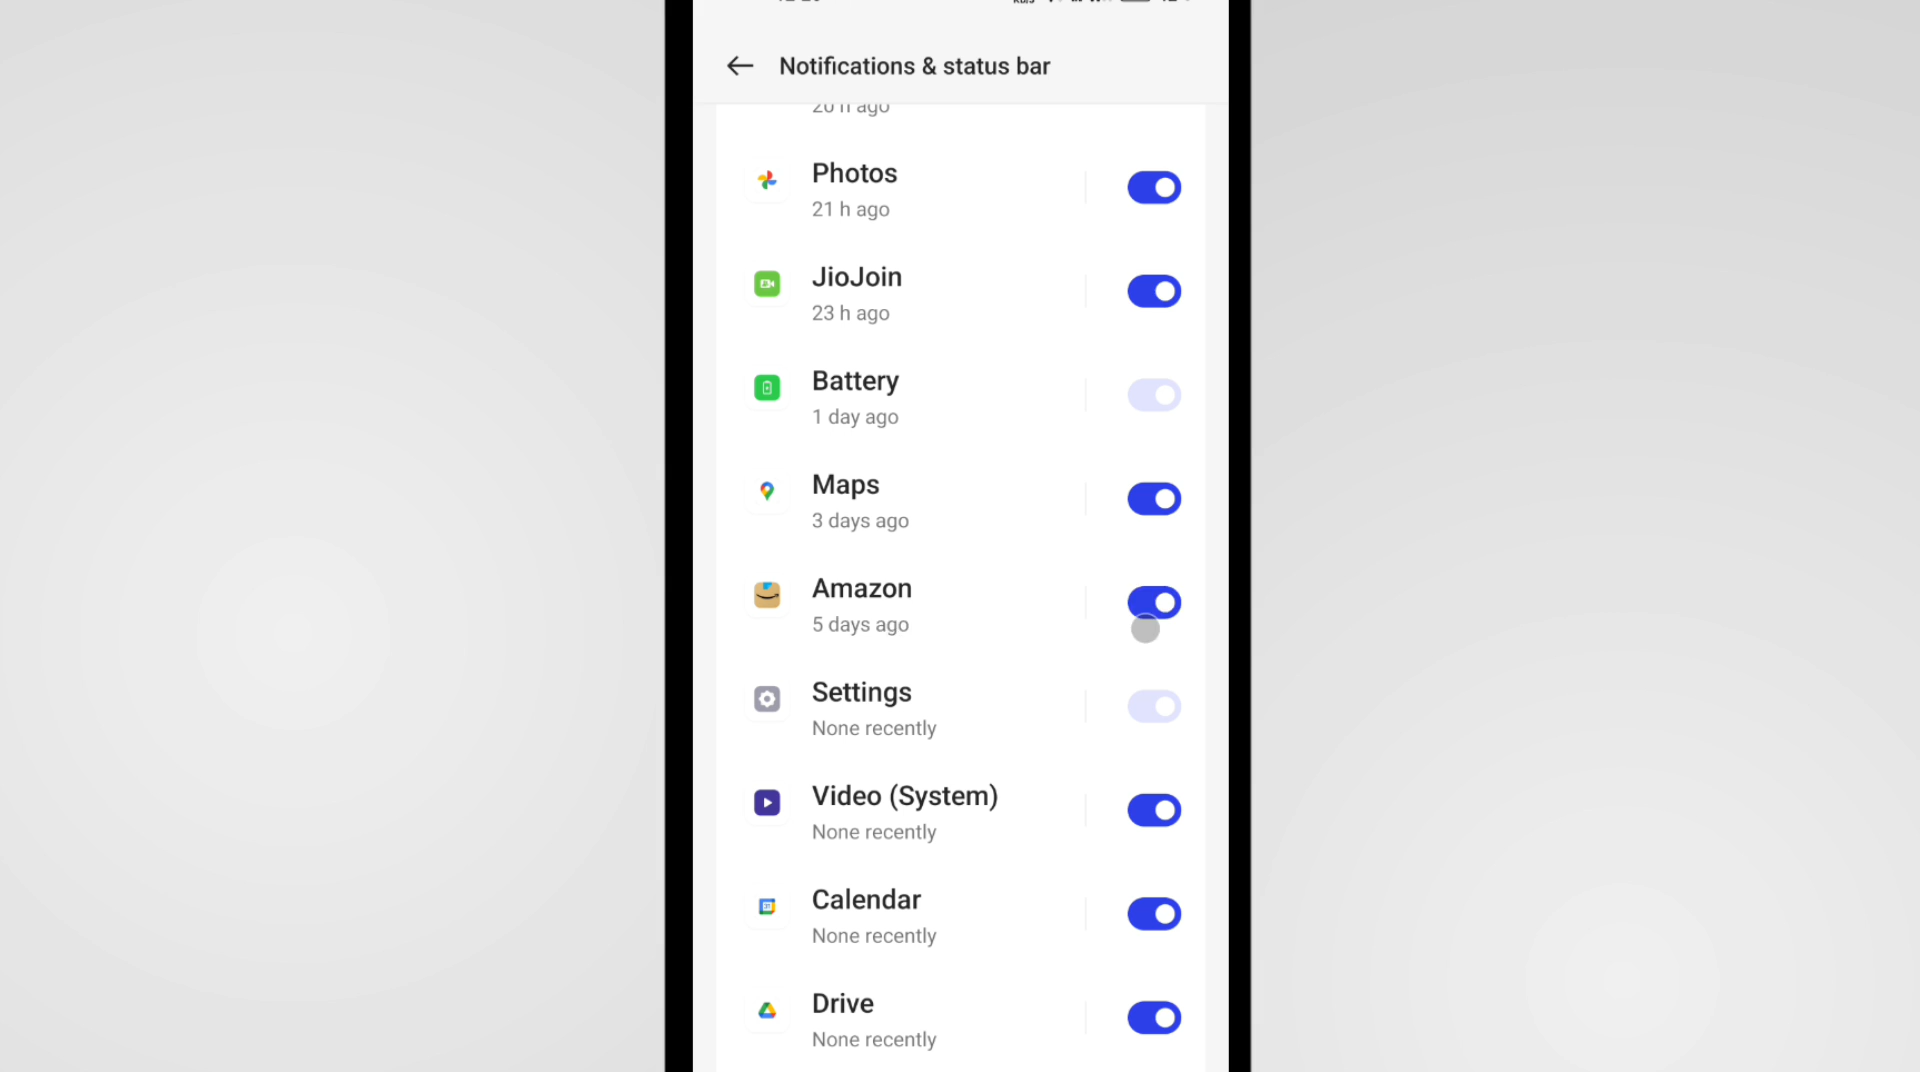 Notifications & status bar
20 h ago
Photos
21 h ago
JioJoin
23 h ago
Battery
1 day ago
Maps
3 days ago
Amazon
5 days ago
Settings
None recently
Video (System)
None recently
Calendar
None recently
Drive
None recently